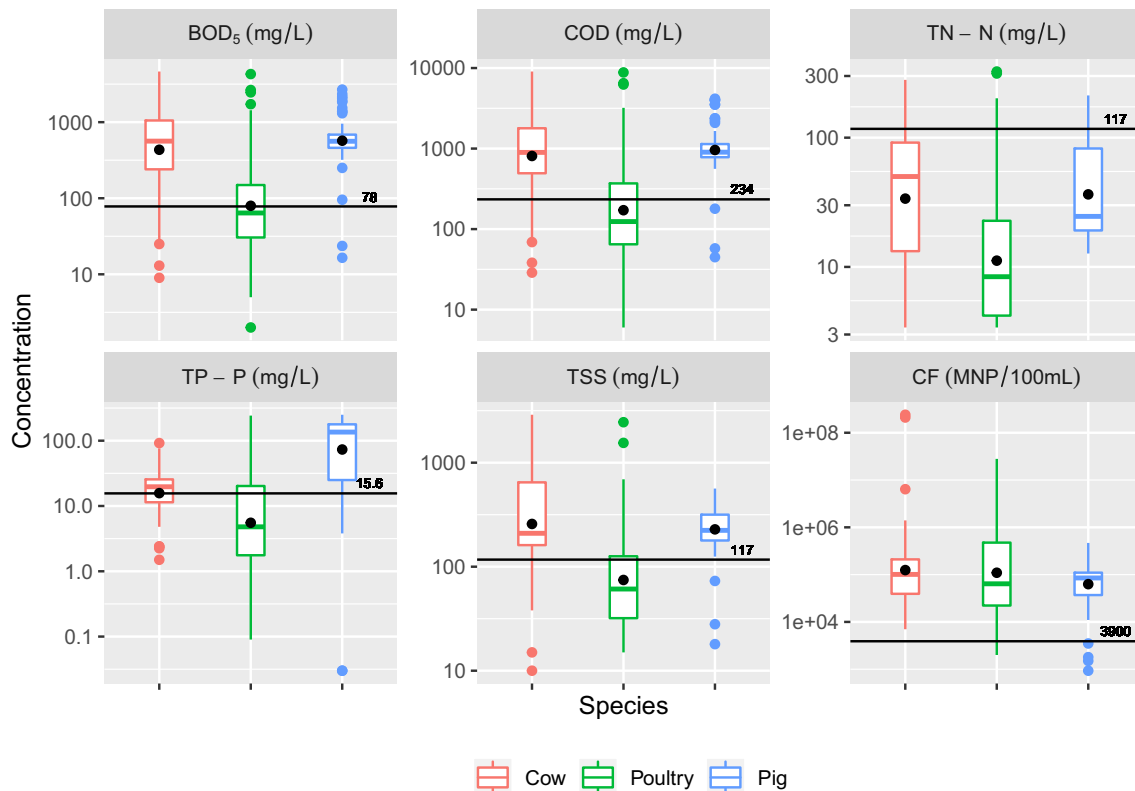 BOD₅ (mg/L)
COD (mg/L)
TN – N (mg/L)
1000
100
10
78
10000
1000
100
10
234
300
100
30
10
3
117
Concentration
TP – P (mg/L)
TSS (mg/L)
CF (MNP/100mL)
100.0
10.0
1.0
0.1
15.6
1000
100
10
117
1e+08
1e+06
1e+04
3900
Species
Cow
Poultry
Pig